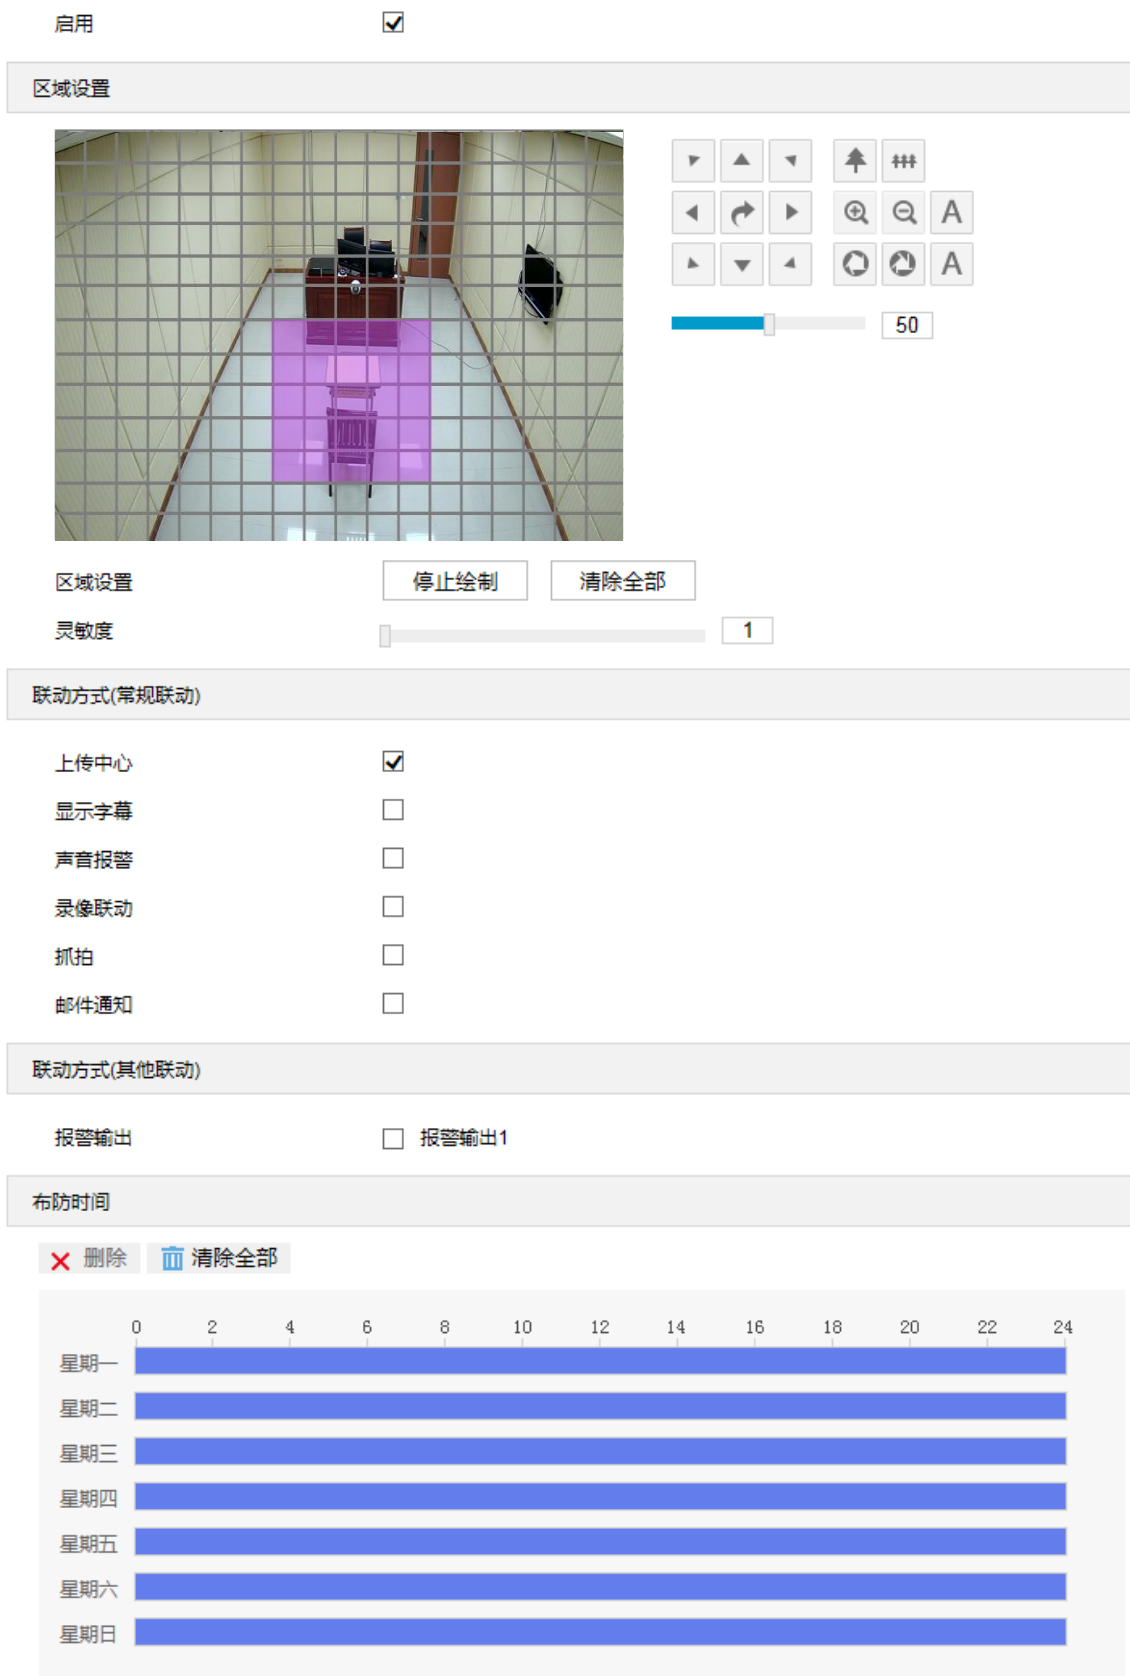 启用
区域设置
A
A
50
区域设置 停止绘制 清除全部
灵敏度 1
联动方式(常规联动)
上传中心
显示字幕
声音报警
录像联动
抓拍
邮件通知
联动方式(其他联动)
报警输出 报警输出1
布防时间
删除 清除全部
0 2 4 6 8 10 12 14 16 18 20 22 24
星期一
星期二
星期三
星期四
星期五
星期六
星期日